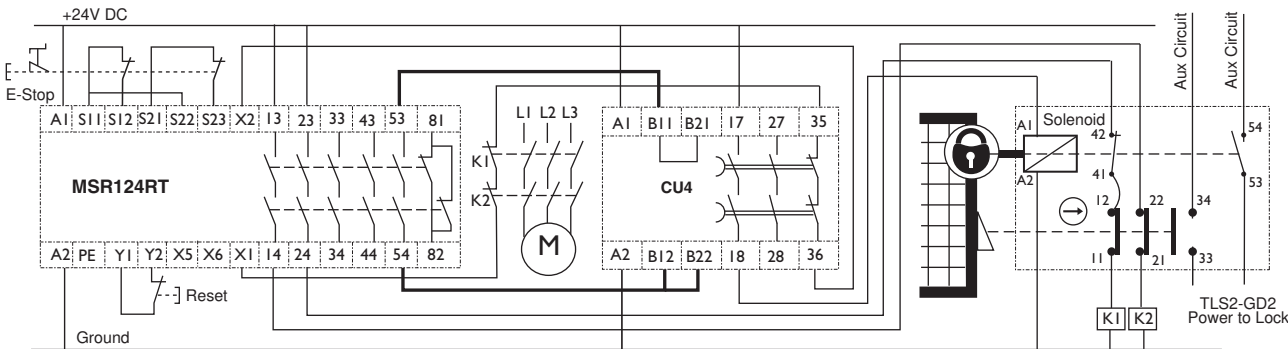 +24V DC
E-Stop
A1 S11 S12 S21 S22 S23 X2 13 23 33 43 53 81
MSR124RT
A2 PE Y1 Y2 X5 X6 X1 14 24 34 44 54 82
Reset
Ground
K1
K2
L1 L2 L3
M
A1 B11 B21 17 27 35
CU4
A2 B12 B22 18 28 36
Aux Circuit
Aux Circuit
A1 Solenoid
A2
42
41
54
53
12 22 34
11 21 33
K1 K2
TLS2-GD2
Power to Lock